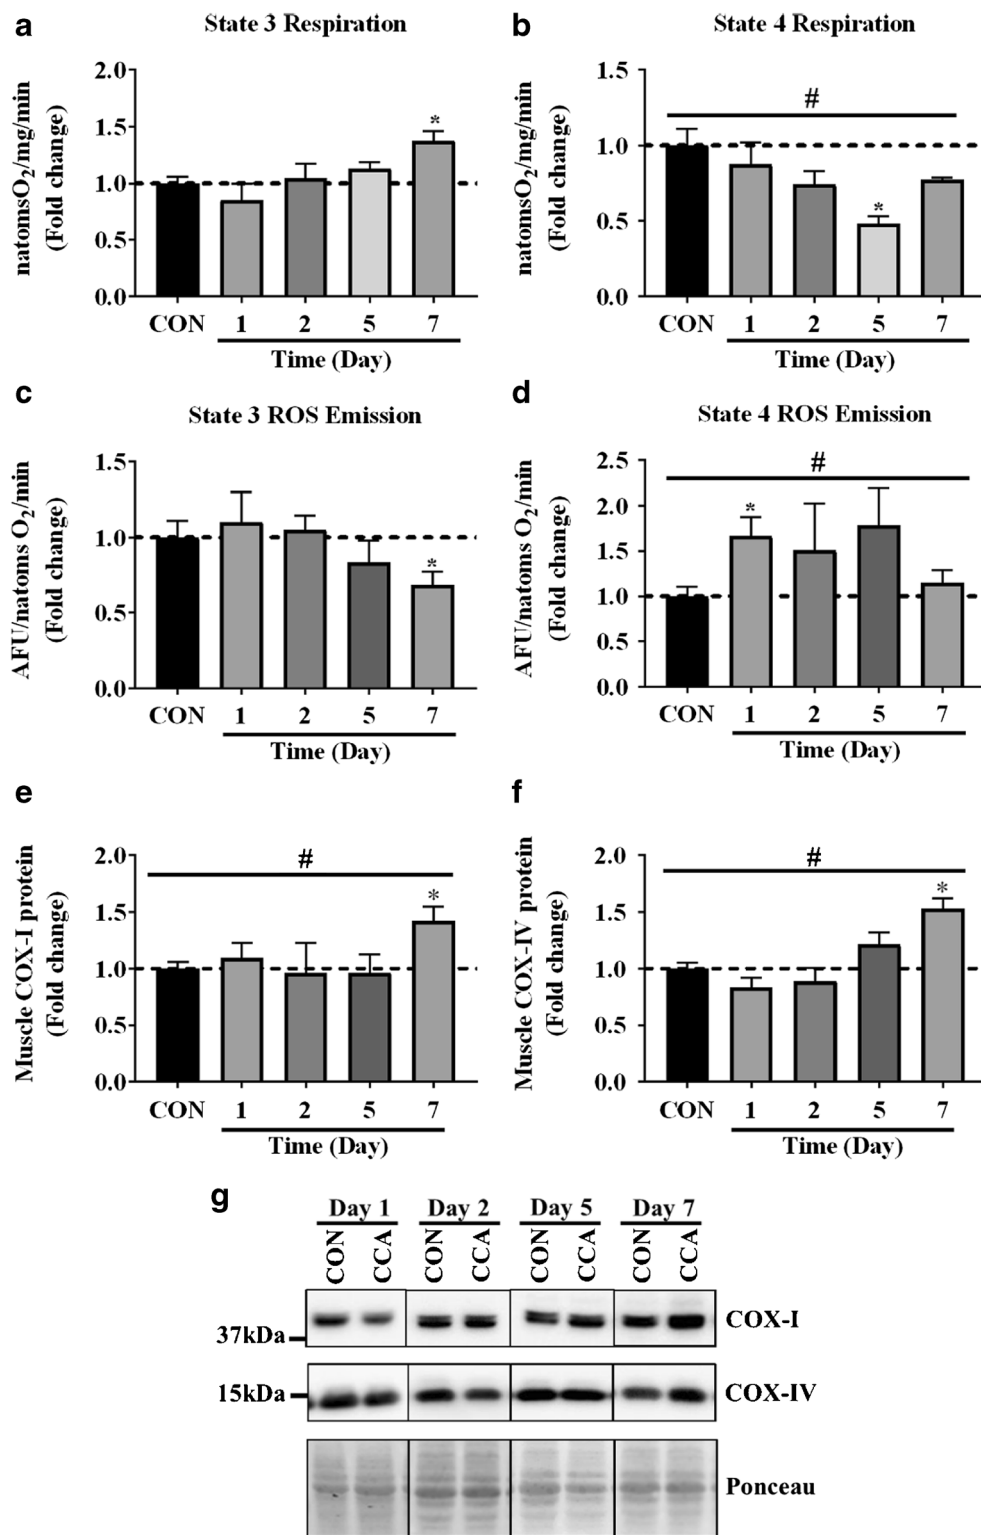 a
State 3 Respiration
natomsO2/mg/min
(Fold change)
2.0
1.5
1.0
0.5
0.0
*
CON 1 2 5 7
Time (Day)
b
State 4 Respiration
natomsO2/mg/min
(Fold change)
1.5
1.0
0.5
0.0
#
*
CON 1 2 5 7
Time (Day)
c
State 3 ROS Emission
AFU/natoms O2/min
(Fold change)
1.5
1.0
0.5
0.0
*
CON 1 2 5 7
Time (Day)
d
State 4 ROS Emission
AFU/natoms O2/min
(Fold change)
2.5
2.0
1.5
1.0
0.5
0.0
#
*
CON 1 2 5 7
Time (Day)
e
Muscle COX-I protein
(Fold change)
2.0
1.5
1.0
0.5
0.0
#
*
CON 1 2 5 7
Time (Day)
f
Muscle COX-IV protein
(Fold change)
2.0
1.5
1.0
0.5
0.0
#
*
CON 1 2 5 7
Time (Day)
g
Day 1 Day 2 Day 5 Day 7
CON CCA CON CCA CON CCA CON CCA
COX-I
37kDa
15kDa COX-IV
Ponceau